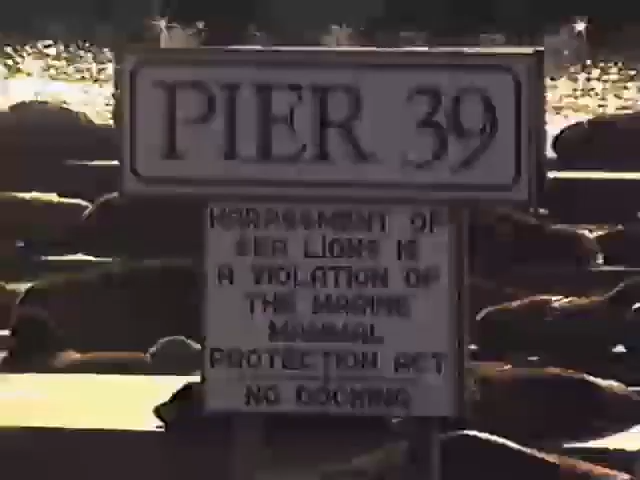 PIER 39
HARASSMENT OF
SEA LIONS IS
A VIOLATION OF
THE MARINE
MAMMAL
PROTECTION ACT
NO DOCKING